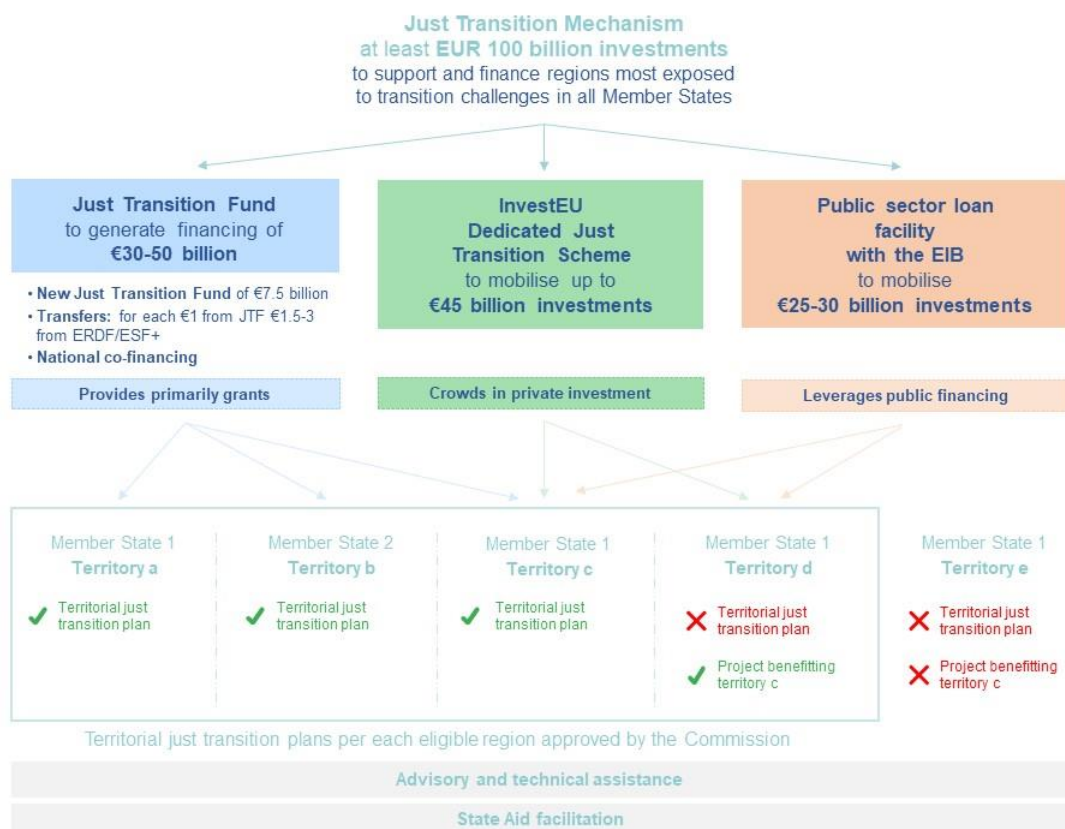 Just Transition Mechanism
at least EUR 100 billion investments
to support and finance regions most exposed
to transition challenges in all Member States
Just Transition Fund
to generate financing of
€30-50 billion
• New Just Transition Fund of €7.5 billion
• Transfers: for each €1 from JTF €1.5-3
from ERDF/ESF+
• National co-financing
Provides primarily grants
InvestEU
Dedicated Just
Transition Scheme
to mobilise up to
€45 billion investments
Crowds in private investment
Public sector loan
facility
with the EIB
to mobilise
€25-30 billion investments
Leverages public financing
Member State 1
Territory a
Territorial just
transition plan
Member State 2
Territory b
Territorial just
transition plan
Member State 1
Territory c
Territorial just
transition plan
Member State 1
Territory d
Territorial just
transition plan
Project benefitting
territory c
Member State 1
Territory e
Territorial just
transition plan
Project benefitting
territory c
Territorial just transition plans per each eligible region approved by the Commission
Advisory and technical assistance
State Aid facilitation